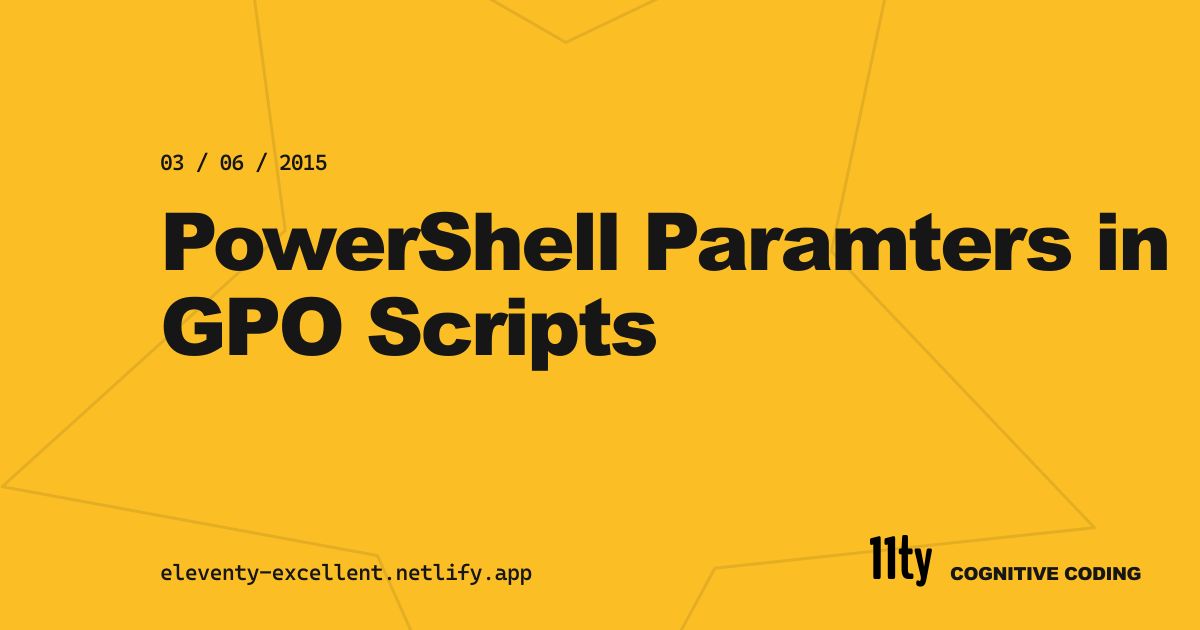 03 / 06 / 2015
PowerShell Paramters in
GPO Scripts
eleventy-excellent.netlify.app
11ty
COGNITIVE CODING